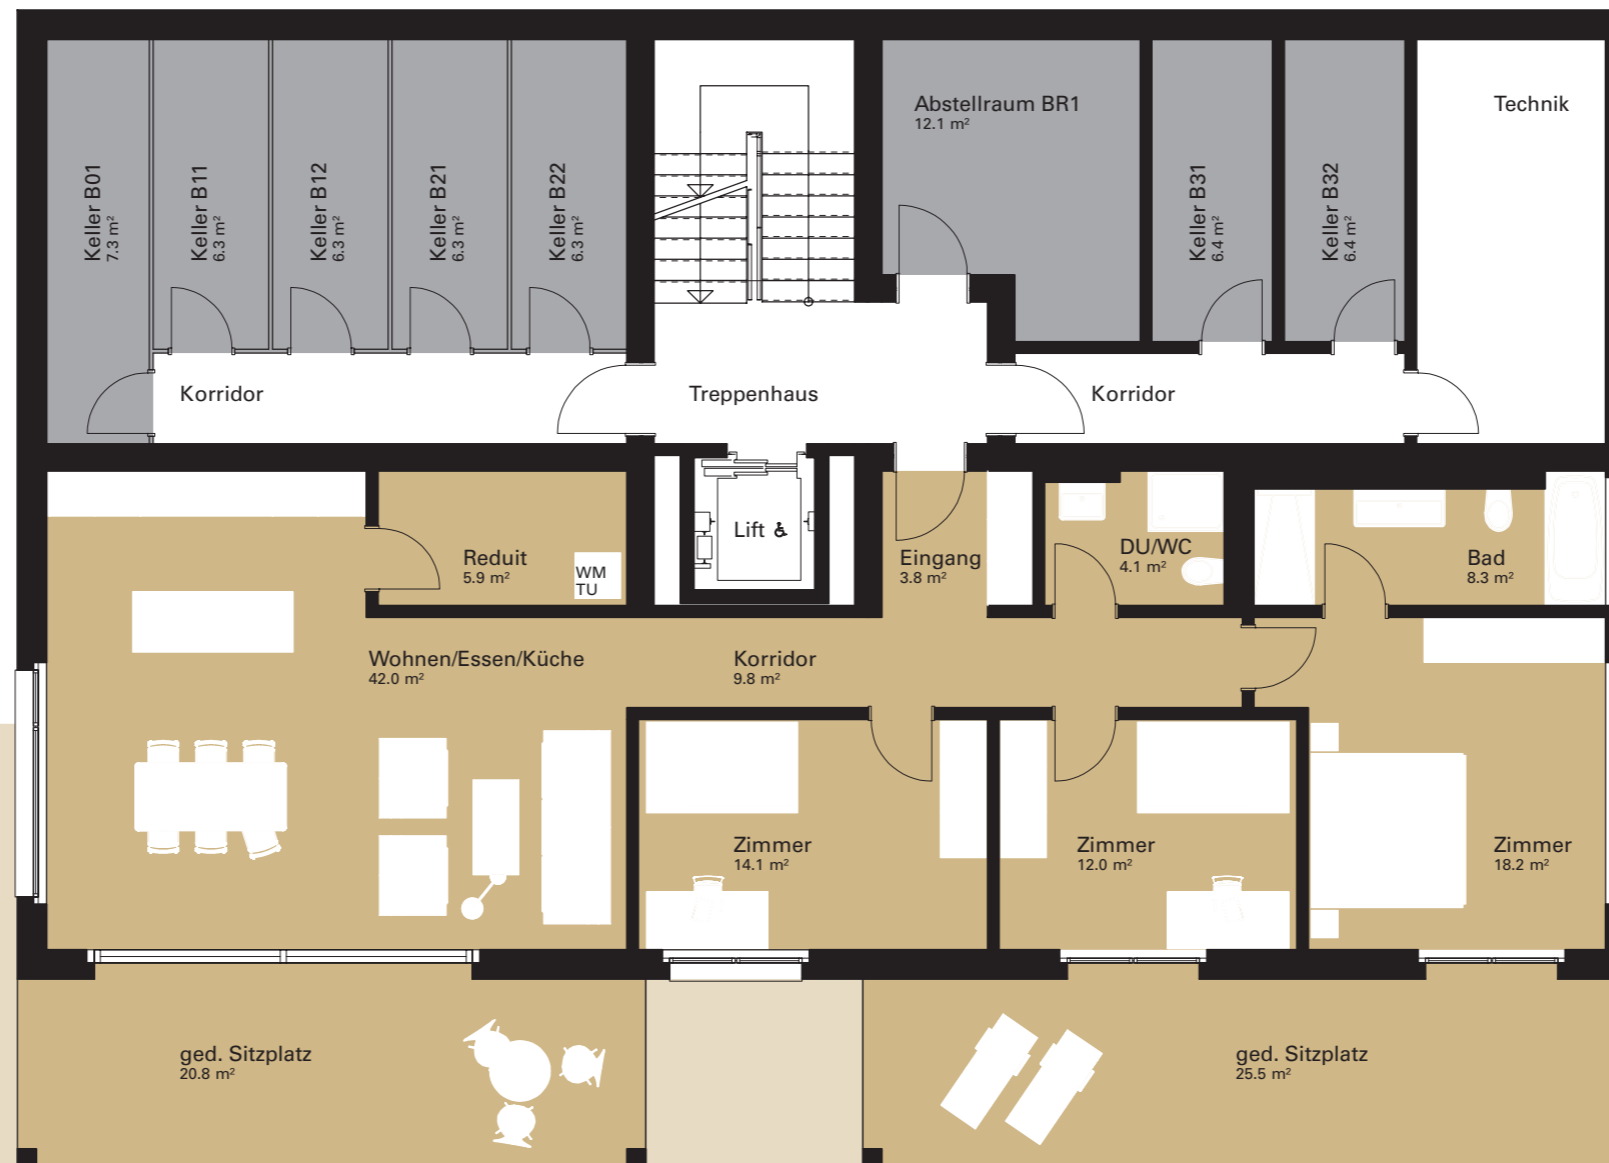 Keller B01
7.3 m²
Keller B11
6.3 m²
Keller B12
6.3 m²
Keller B21
6.3 m²
Keller B22
6.3 m²
Abstellraum BR1
12.1 m²
Keller B31
6.4 m²
Keller B32
6.4 m²
Technik
Korridor
Treppenhaus
Korridor
Reduit
5.9 m²
WM
TU
Lift
Eingang
3.8 m²
DU/WC
4.1 m²
Bad
8.3 m²
Wohnen/Essen/Küche
42.0 m²
Korridor
9.8 m²
Zimmer
14.1 m²
Zimmer
12.0 m²
Zimmer
18.2 m²
ged. Sitzplatz
20.8 m²
ged. Sitzplatz
25.5 m²